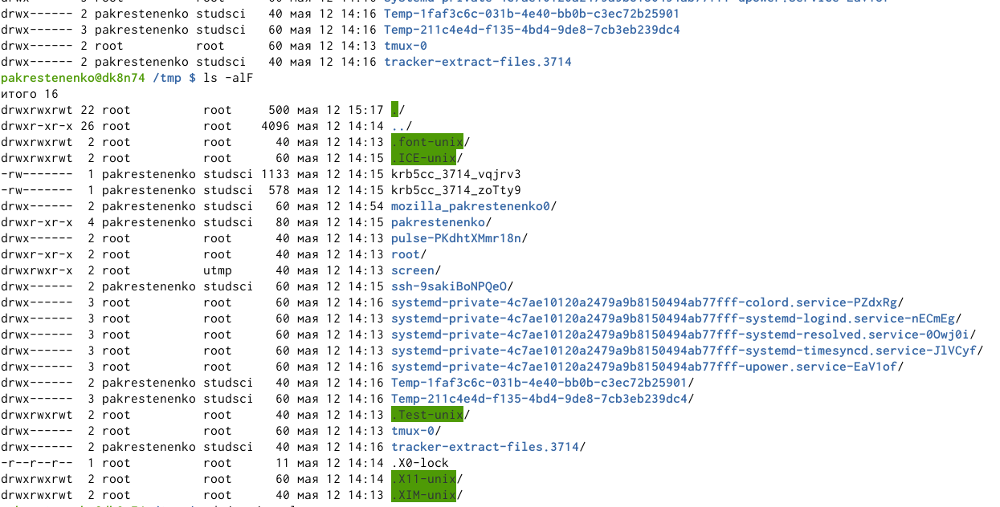 drwx------ 2 pakrestenenko studsci   40 мая 12 14:16 Temp-1faf3c6c-031b-4e40-bb0b-c3ec72b25901
drwx------ 3 pakrestenenko studsci   60 мая 12 14:16 Temp-211c4e4d-f135-4bd4-9de8-7cb3eb239dc4
drwx------ 2 root          root      60 мая 12 14:13 tmux-0
drwx------ 2 pakrestenenko studsci   40 мая 12 14:16 tracker-extract-files.3714
pakrestenenko@dk8n74 /tmp $ ls -alF
итого 16
drwxrwxrwt 22 root          root     500 мая 12 15:17 ./
drwxr-xr-x 26 root          root    4096 мая 12 14:14 ../
drwxrwxrwt  2 root          root      40 мая 12 14:13 .font-unix/
drwxrwxrwt  2 root          root      60 мая 12 14:15 .ICE-unix/
-rw-------  1 pakrestenenko studsci 1133 мая 12 14:15 krb5cc_3714_vqjrv3
-rw-------  1 pakrestenenko studsci  578 мая 12 14:15 krb5cc_3714_zoTty9
drwx------  2 pakrestenenko studsci   60 мая 12 14:54 mozilla_pakrestenenko0/
drwxr-xr-x  4 pakrestenenko studsci   80 мая 12 14:15 pakrestenenko/
drwx------  2 root          root      40 мая 12 14:13 pulse-PKdhtXMmr18n/
drwxr-xr-x  2 root          root      40 мая 12 14:13 root/
drwxrwxr-x  2 root          utmp      40 мая 12 14:13 screen/
drwx------  2 pakrestenenko studsci   60 мая 12 14:15 ssh-9sakiBoNPQeO/
drwx------  3 root          root      60 мая 12 14:16 systemd-private-4c7ae10120a2479a9b8150494ab77fff-colord.service-PZdxRg/
drwx------  3 root          root      60 мая 12 14:13 systemd-private-4c7ae10120a2479a9b8150494ab77fff-systemd-logind.service-nECmEg/
drwx------  3 root          root      60 мая 12 14:13 systemd-private-4c7ae10120a2479a9b8150494ab77fff-systemd-resolved.service-0Owj0i/
drwx------  3 root          root      60 мая 12 14:13 systemd-private-4c7ae10120a2479a9b8150494ab77fff-systemd-timesyncd.service-JlVCyf/
drwx------  3 root          root      60 мая 12 14:16 systemd-private-4c7ae10120a2479a9b8150494ab77fff-upower.service-EaV1of/
drwx------  2 pakrestenenko studsci   40 мая 12 14:16 Temp-1faf3c6c-031b-4e40-bb0b-c3ec72b25901/
drwx------  3 pakrestenenko studsci   60 мая 12 14:16 Temp-211c4e4d-f135-4bd4-9de8-7cb3eb239dc4/
drwxrwxrwt  2 root          root      40 мая 12 14:13 .Test-unix/
drwx------  2 root          root      60 мая 12 14:13 tmux-0/
drwx------  2 pakrestenenko studsci   40 мая 12 14:16 tracker-extract-files.3714/
-r--r--r--  1 root          root      11 мая 12 14:14 .X0-lock
drwxrwxrwt  2 root          root      60 мая 12 14:14 .X11-unix/
drwxrwxrwt  2 root          root      40 мая 12 14:13 .XIM-unix/